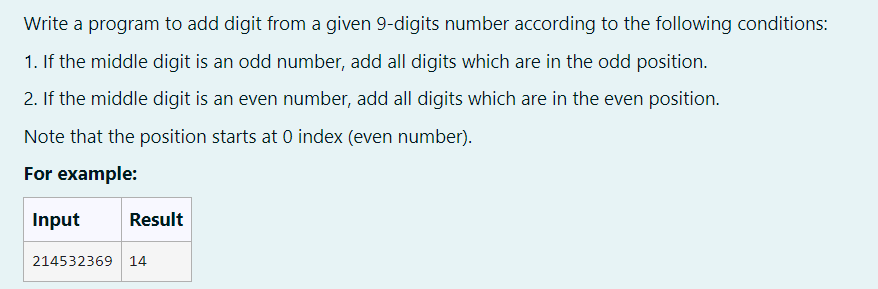 Write a program to add digit from a given 9-digits number according to the following conditions:
1. If the middle digit is an odd number, add all digits which are in the odd position.
2. If the middle digit is an even number, add all digits which are in the even position.
Note that the position starts at 0 index (even number).
For example:
Input Result
214532369 14